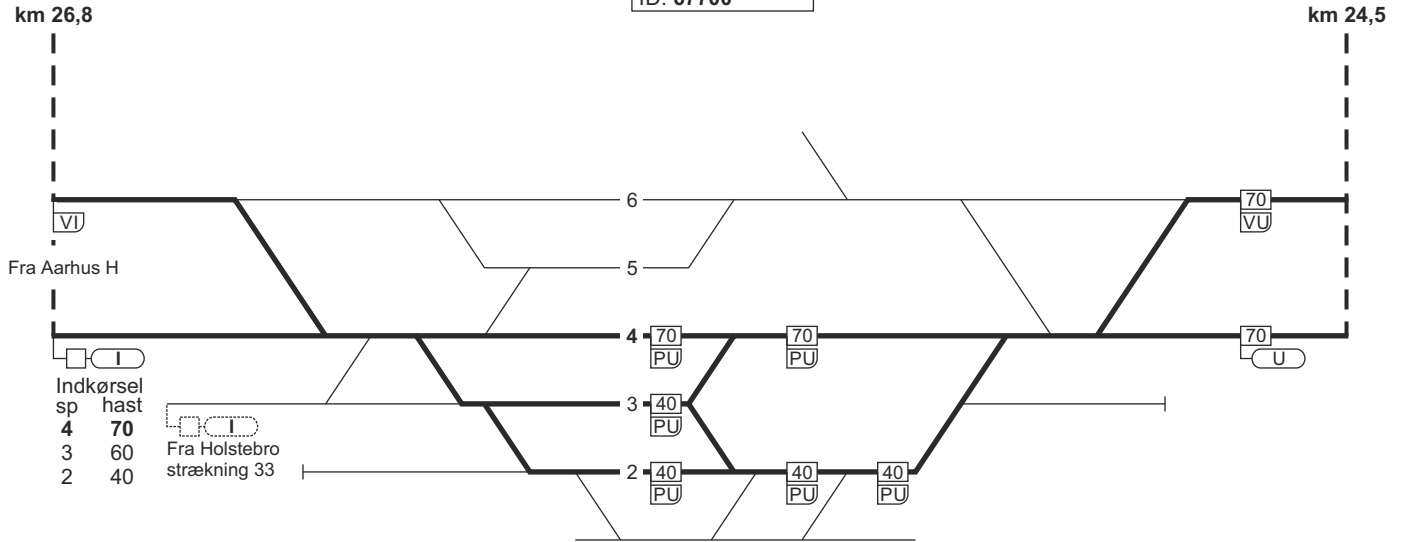 ID: 67700
km 26,8
km 24,5
6
70
VI
VU
Fra Aarhus H
5
4
70
70
70
PU
PU
U
I
Indkørsel
sp hast
4 70
3 60
2 40
I
Fra Holstebro
strækning 33
3
40
PU
2
40
40
40
PU
PU
PU